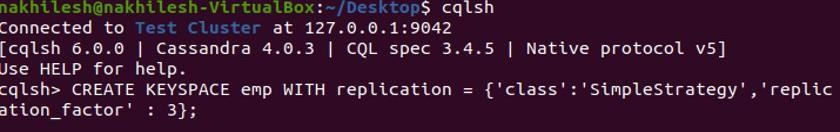 nakhilesh@nakhilesh-VirtualBox:~/Desktop$ cqlsh
Connected to Test Cluster at 127.0.0.1:9042
[cqlsh 6.0.0 | Cassandra 4.0.3 | CQL spec 3.4.5 | Native protocol v5]
Use HELP for help.
cqlsh> CREATE KEYSPACE emp WITH replication = {'class':'SimpleStrategy','replic
ation_factor' : 3};